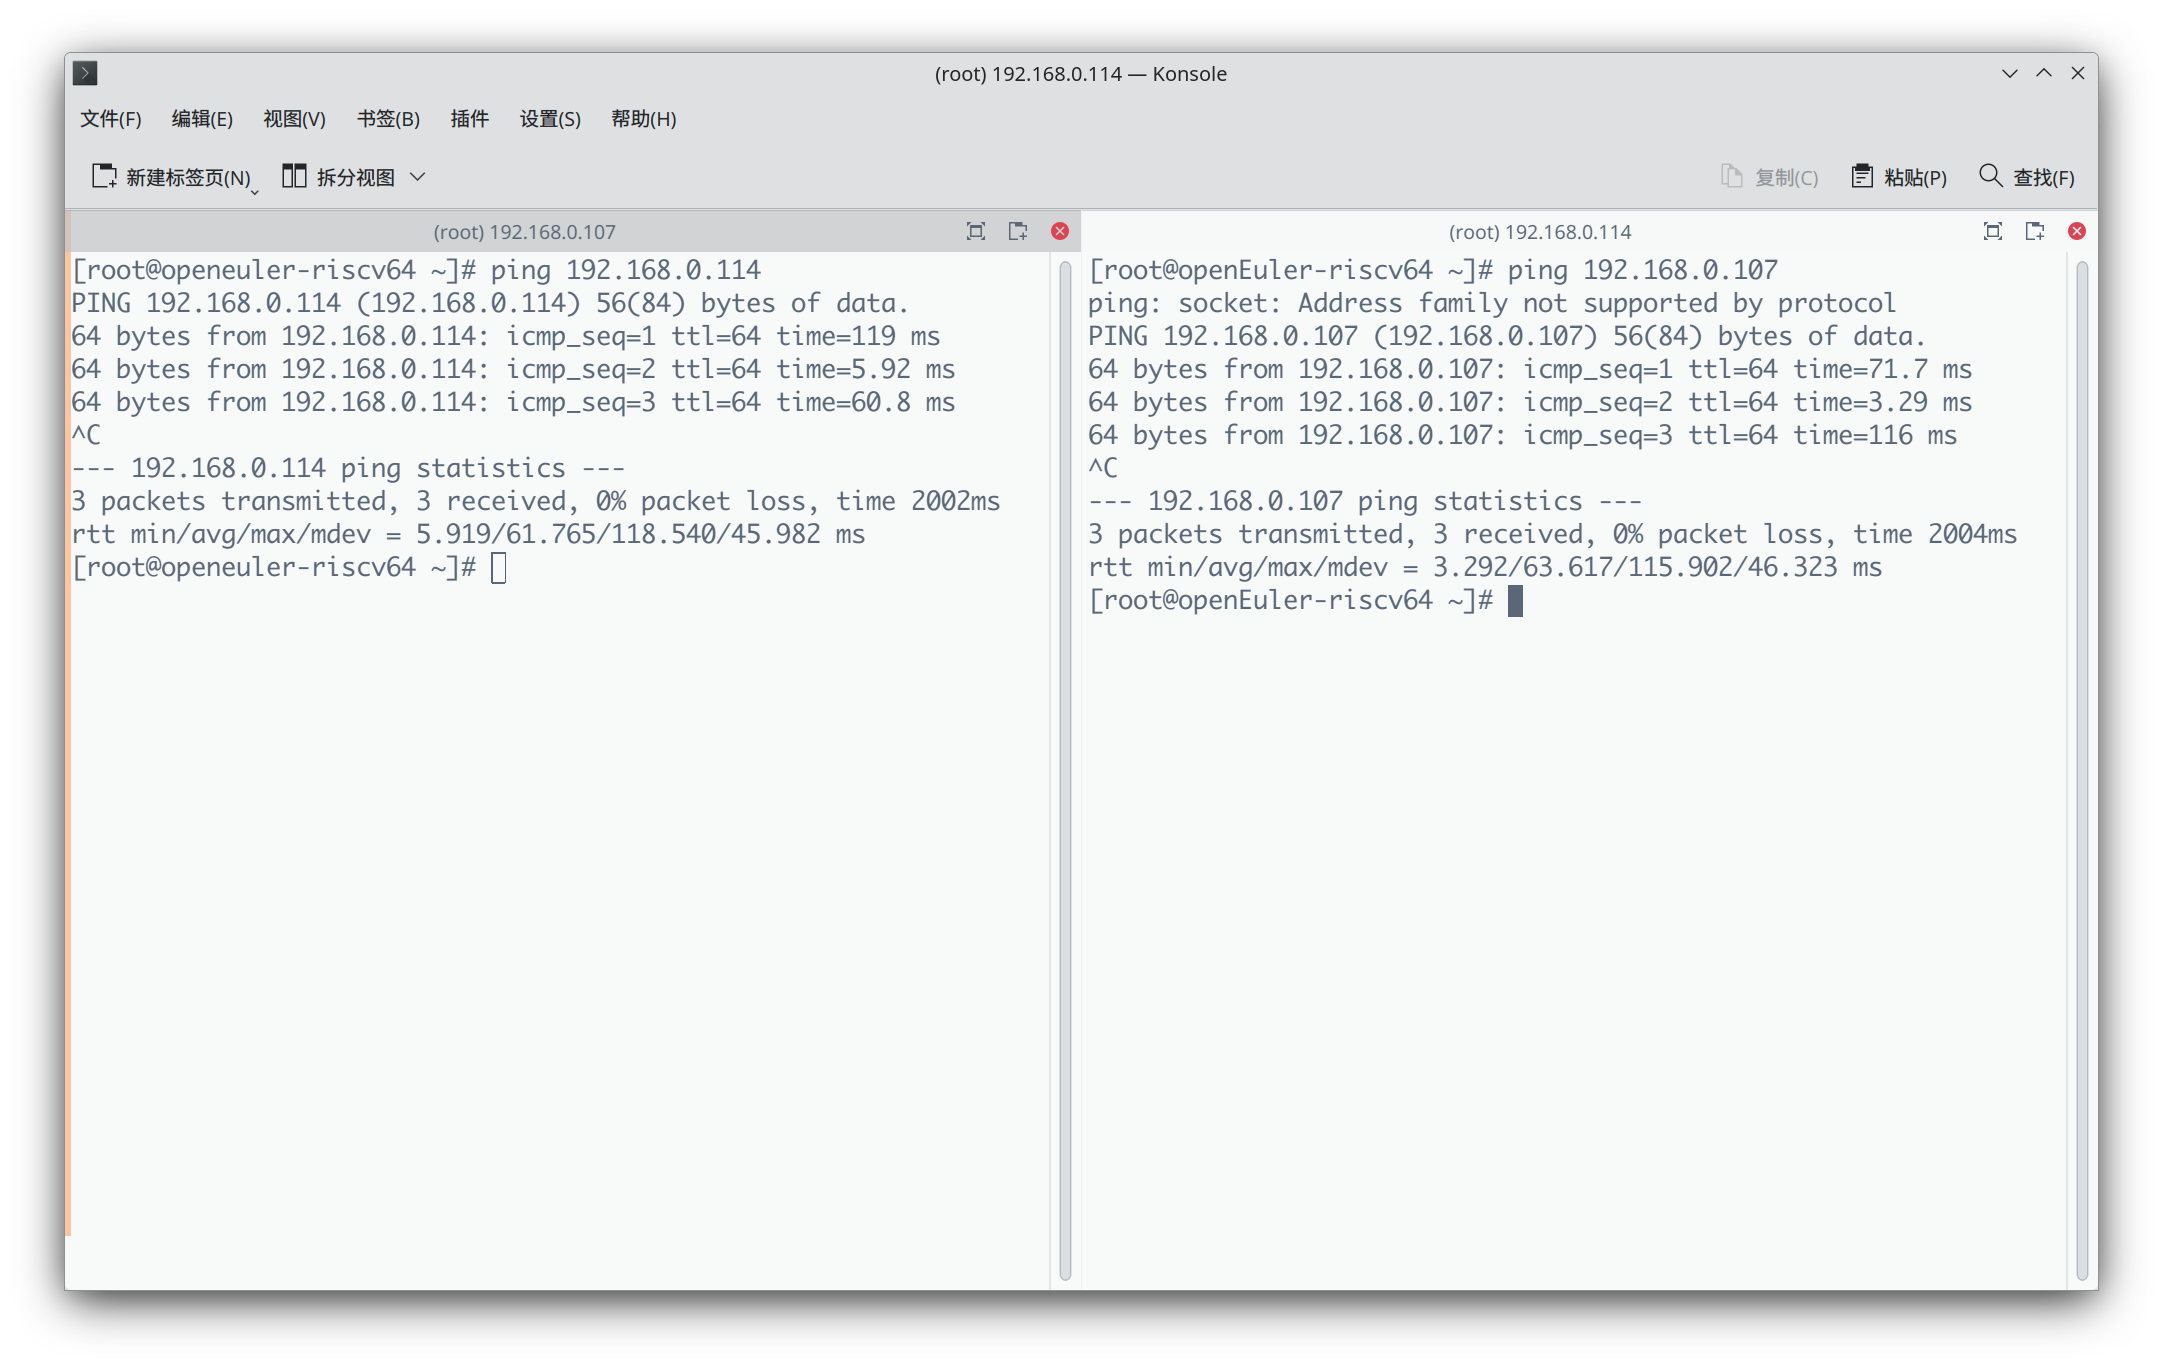 (root) 192.168.0.114 — Konsole
文件(F) 编辑(E) 视图(V) 书签(B) 插件 设置(S) 帮助(H)
新建标签页(N) 拆分视图 复制(C) 粘贴(P) 查找(F)
(root) 192.168.0.107
[root@openeuler-riscv64 ~]# ping 192.168.0.114
PING 192.168.0.114 (192.168.0.114) 56(84) bytes of data.
64 bytes from 192.168.0.114: icmp_seq=1 ttl=64 time=119 ms
64 bytes from 192.168.0.114: icmp_seq=2 ttl=64 time=5.92 ms
64 bytes from 192.168.0.114: icmp_seq=3 ttl=64 time=60.8 ms
^C
--- 192.168.0.114 ping statistics ---
3 packets transmitted, 3 received, 0% packet loss, time 2002ms
rtt min/avg/max/mdev = 5.919/61.765/118.540/45.982 ms
[root@openeuler-riscv64 ~]#
(root) 192.168.0.114
[root@openEuler-riscv64 ~]# ping 192.168.0.107
ping: socket: Address family not supported by protocol
PING 192.168.0.107 (192.168.0.107) 56(84) bytes of data.
64 bytes from 192.168.0.107: icmp_seq=1 ttl=64 time=71.7 ms
64 bytes from 192.168.0.107: icmp_seq=2 ttl=64 time=3.29 ms
64 bytes from 192.168.0.107: icmp_seq=3 ttl=64 time=116 ms
^C
--- 192.168.0.107 ping statistics ---
3 packets transmitted, 3 received, 0% packet loss, time 2004ms
rtt min/avg/max/mdev = 3.292/63.617/115.902/46.323 ms
[root@openEuler-riscv64 ~]#